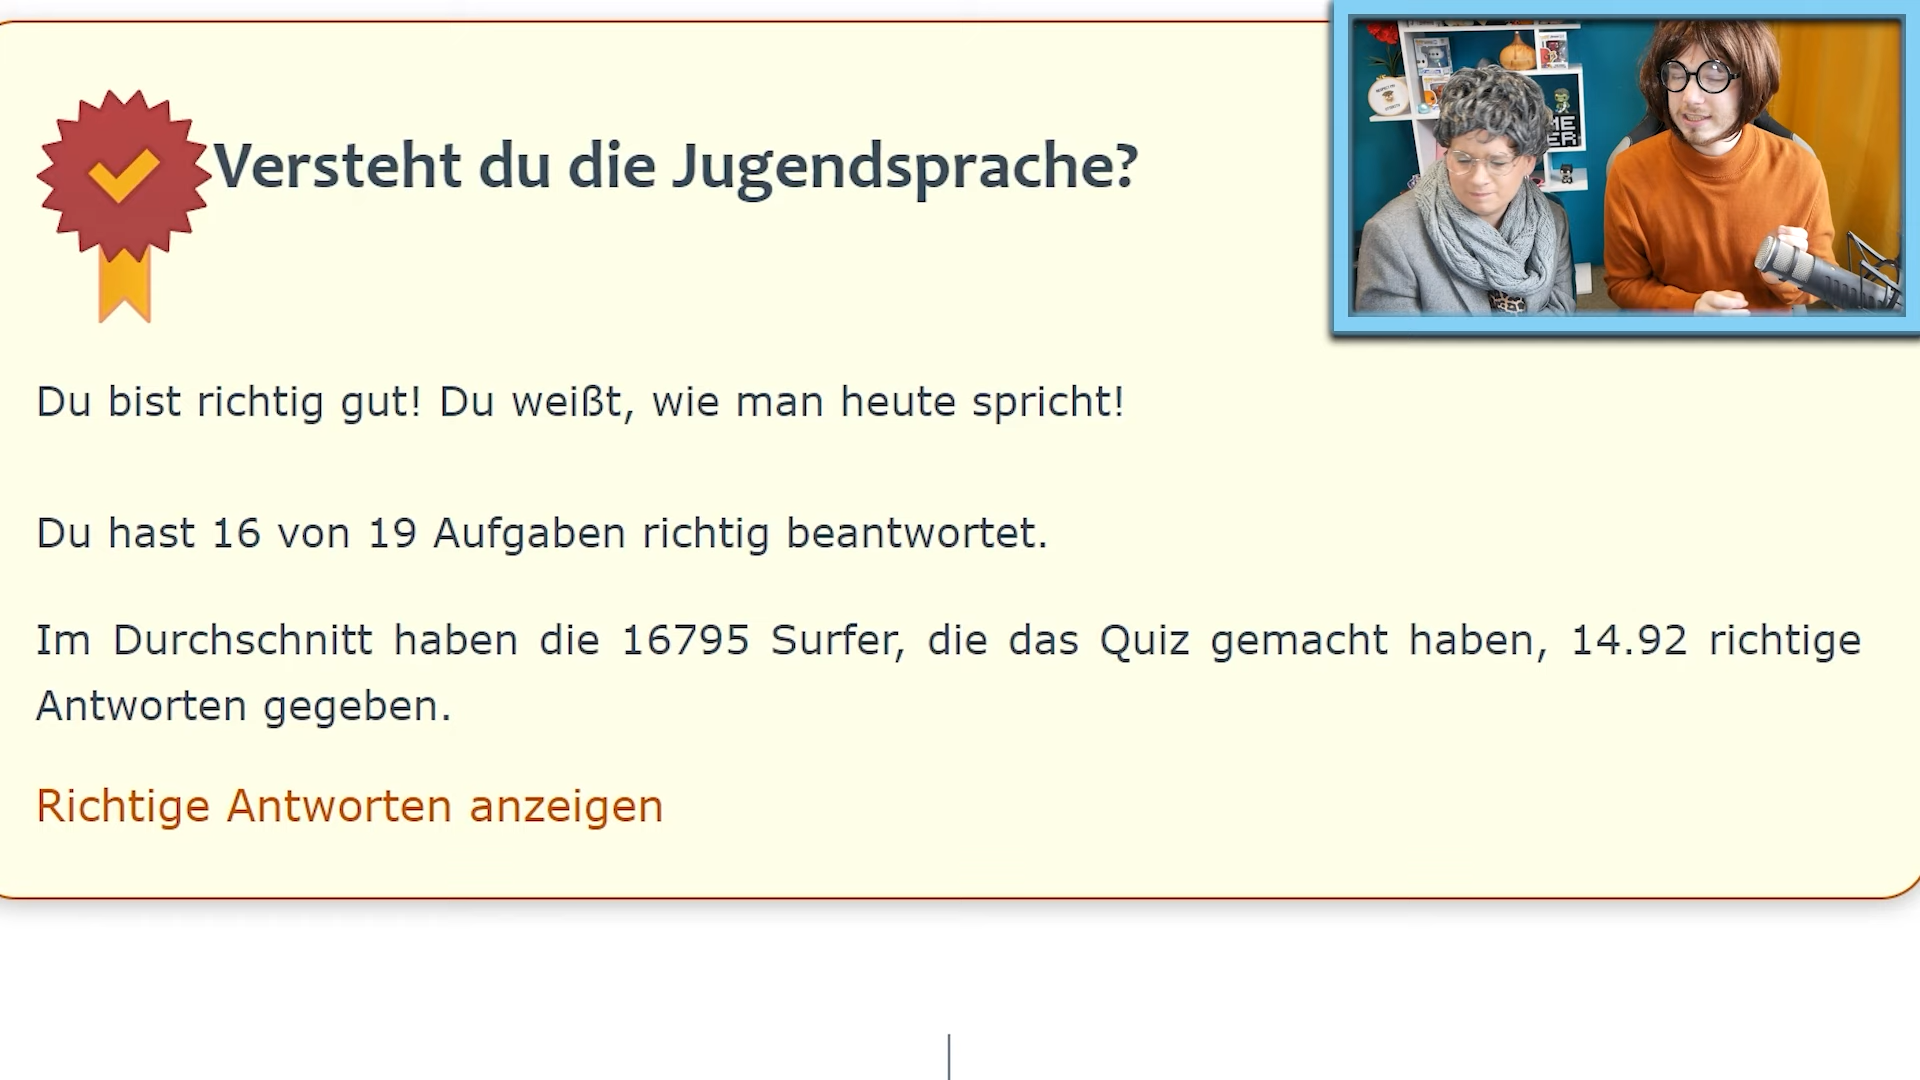 Versteht du die Jugendsprache?
Du bist richtig gut! Du weißt, wie man heute spricht!
Du hast 16 von 19 Aufgaben richtig beantwortet.
Im Durchschnitt haben die 16795 Surfer, die das Quiz gemacht haben, 14.92 richtige
Antworten gegeben.
Richtige Antworten anzeigen